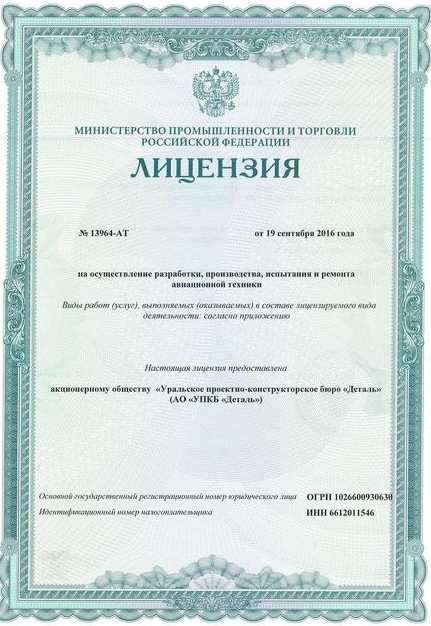 МИНИСТЕРСТВО ПРОМЫШЛЕННОСТИ И ТОРГОВЛИ
РОССИЙСКОЙ ФЕДЕРАЦИИ
ЛИЦЕНЗИЯ
№ 13964-АТ от 19 сентября 2016 года
на осуществление разработки, производства, испытания и ремонта
авиационной техники
Виды работ (услуг), выполняемых (оказываемых) в составе лицензируемого вида
деятельности: согласно приложению
Настоящая лицензия предоставлена
акционерному обществу «Уральское проектно-конструкторское бюро «Деталь»
(АО «УПКБ «Деталь»)
Основной государственный регистрационный номер юридического лица ОГРН 1026600930630
Идентификационный номер налогоплательщика ИНН 6612011546